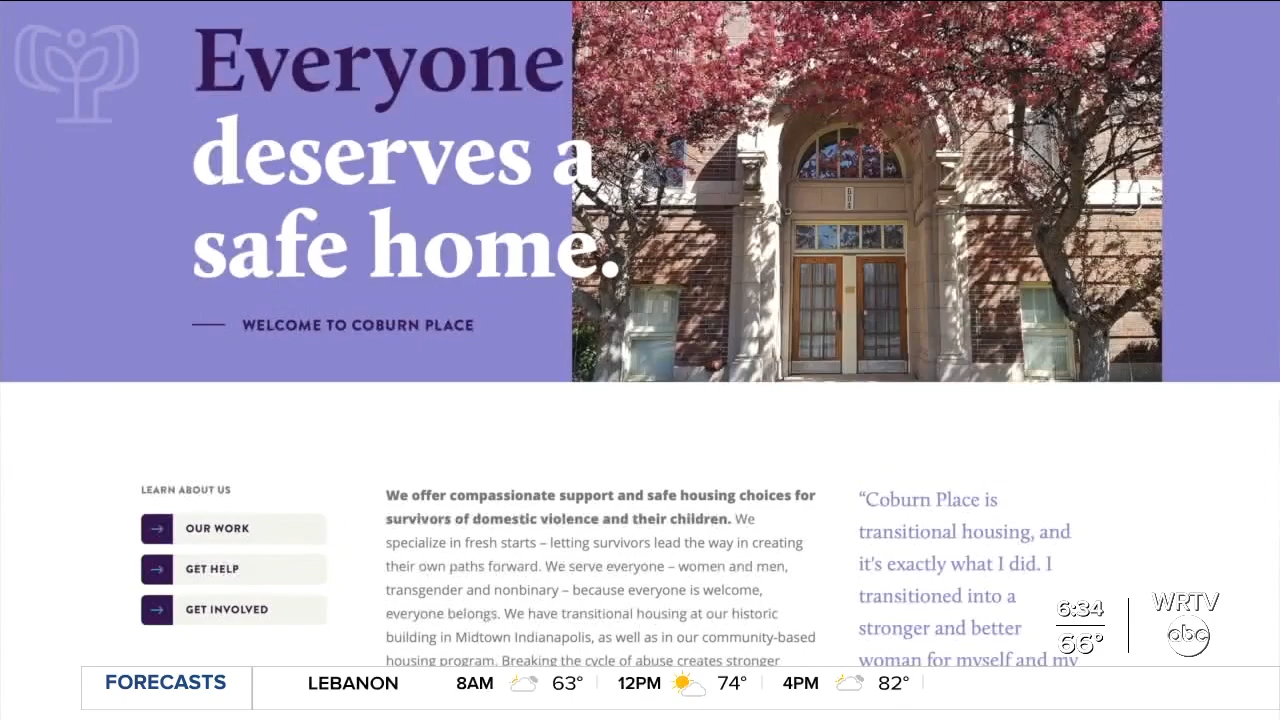 Everyone
deserves a
safe home.
WELCOME TO COBURN PLACE
604
LEARN ABOUT US
OUR WORK
GET HELP
GET INVOLVED
We offer compassionate support and safe housing choices for
survivors of domestic violence and their children. We
specialize in fresh starts – letting survivors lead the way in creating
their own paths forward. We serve everyone – women and men,
transgender and nonbinary – because everyone is welcome,
everyone belongs. We have transitional housing at our historic
building in Midtown Indianapolis, as well as in our community-based
housing program. Breaking the cycle of abuse creates stronger
“Coburn Place is
transitional housing, and
it's exactly what I did. I
transitioned into a
stronger and better
woman for myself and my
6:34
66°
WRTV
abc
FORECASTS
LEBANON 8AM 63° 12PM 74° 4PM 82°